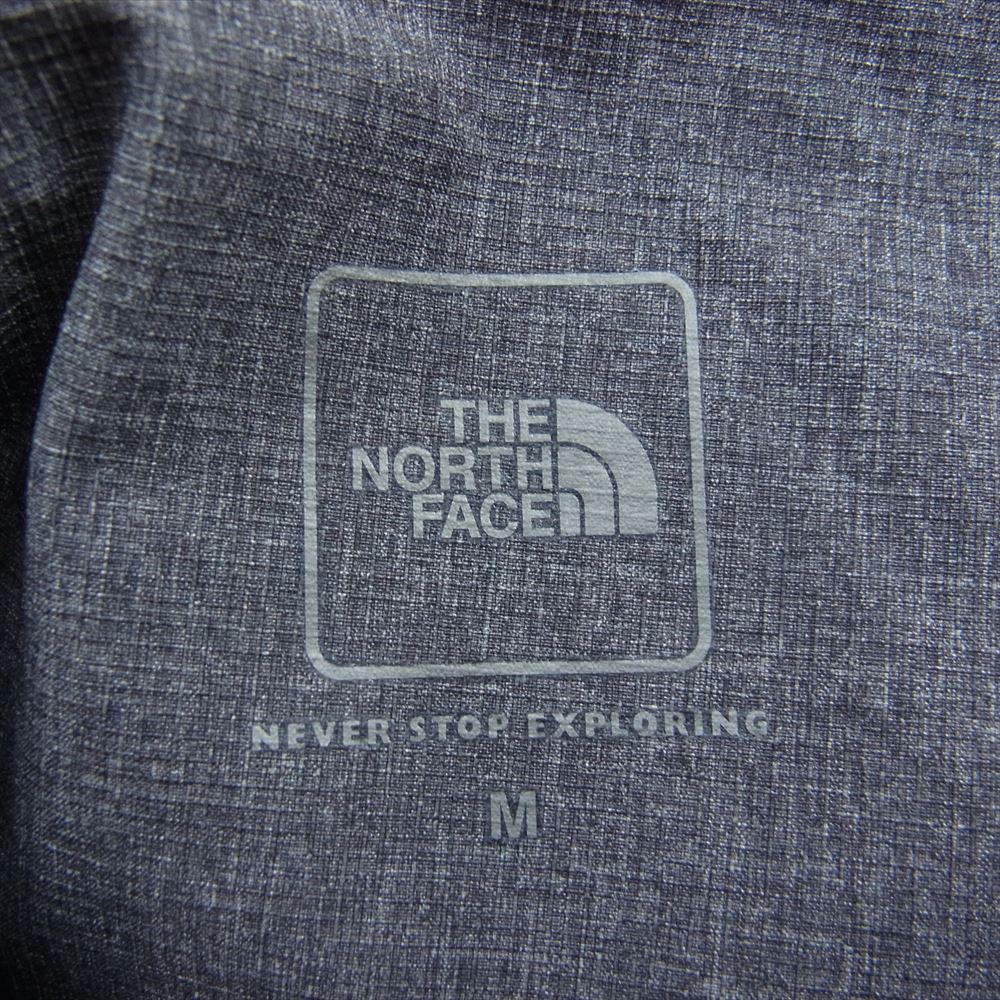 THE
NORTH
FACE
NEVER STOP EXPLORING
M